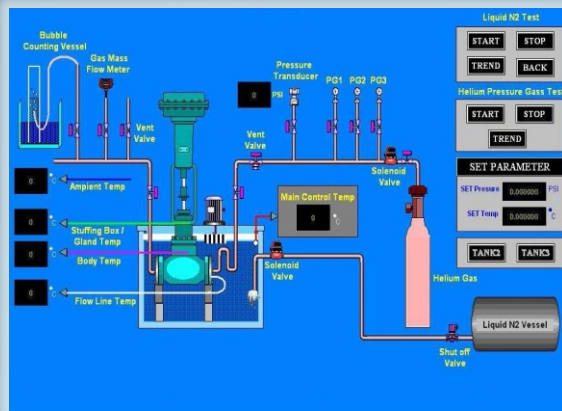 Liquid N2 Test
START
STOP
TREND
BACK
Helium Pressure Gass Test
START
STOP
TREND
SET PARAMETER
SET Pressure
0.000000
PSI
SET Temp
0.000000
°C
TANK2
TANK3
Bubble
Counting Vessel
Gas Mass
Flow Meter
Vent
Valve
Pressure
Transducer
0
PSI
PG1
PG2
PG3
Vent
Valve
Solenoid
Valve
0
°C
Ampient Temp
0
°C
Stuffing Box /
Gland Temp
0
°C
Body Temp
0
°C
Flow Line Temp
Main Control Temp
0
°C
Solenoid
Valve
Helium Gas
Liquid N2 Vessel
Shut off
Valve